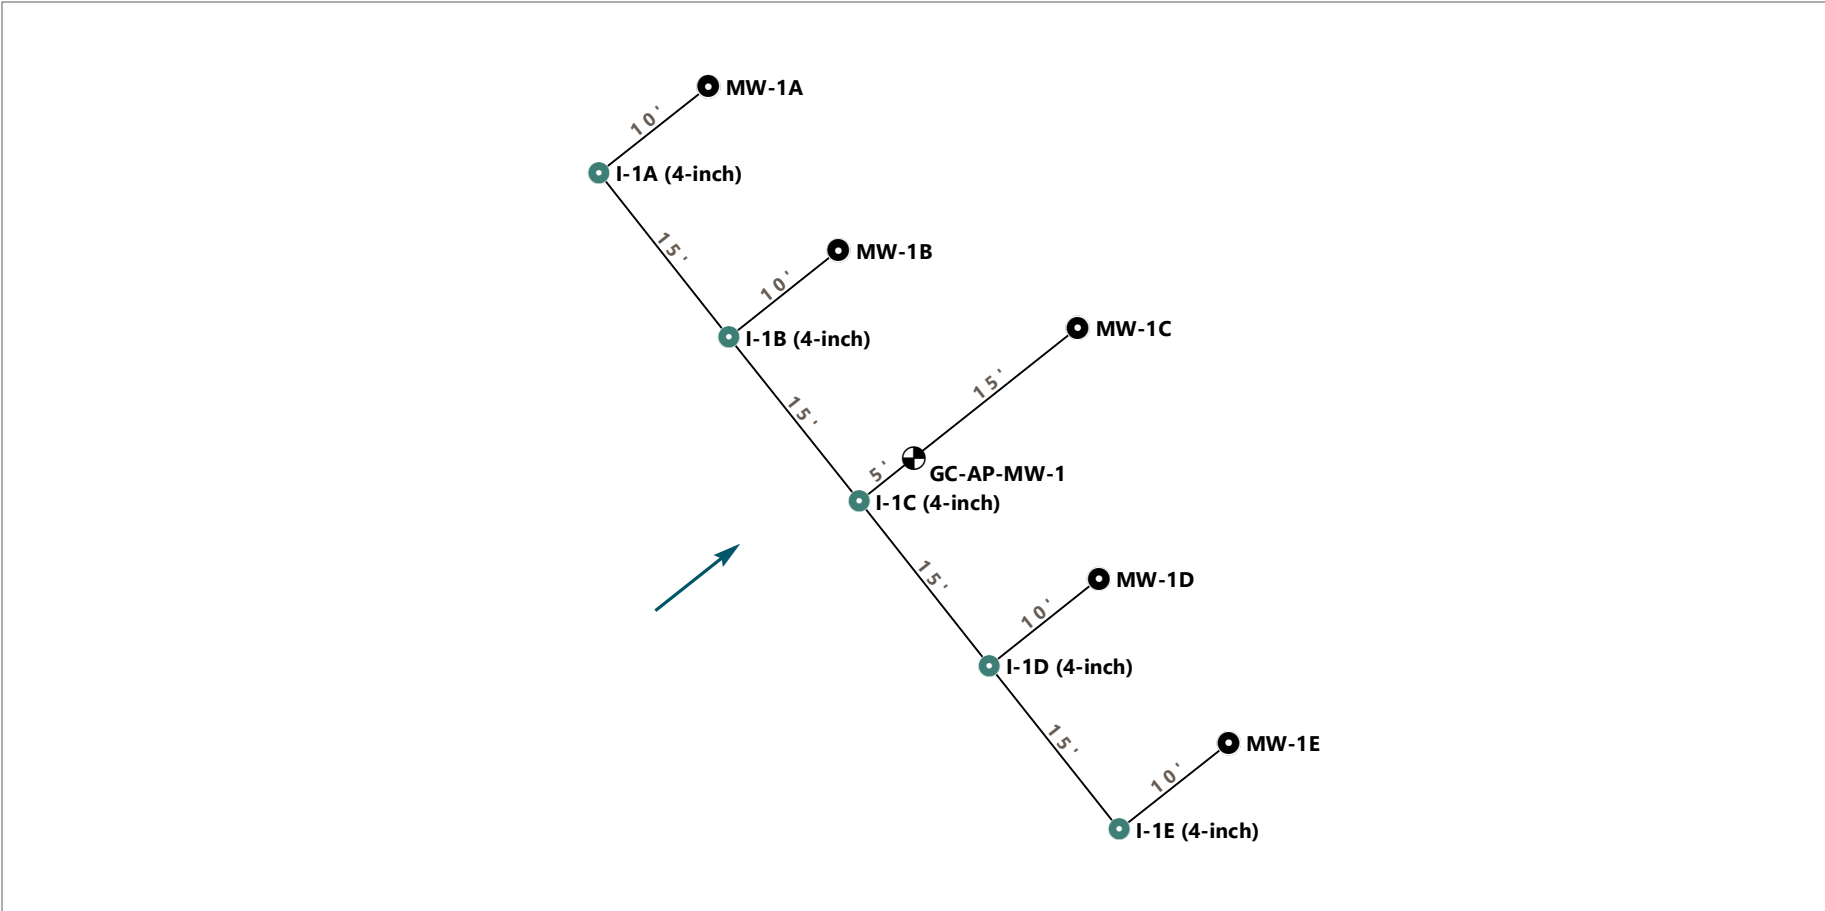 MW-1A
10'
I-1A (4-inch)
15'
MW-1B
10'
I-1B (4-inch)
MW-1C
15'
15'
5'
GC-AP-MW-1
I-1C (4-inch)
15'
MW-1D
10'
I-1D (4-inch)
15'
MW-1E
10'
I-1E (4-inch)